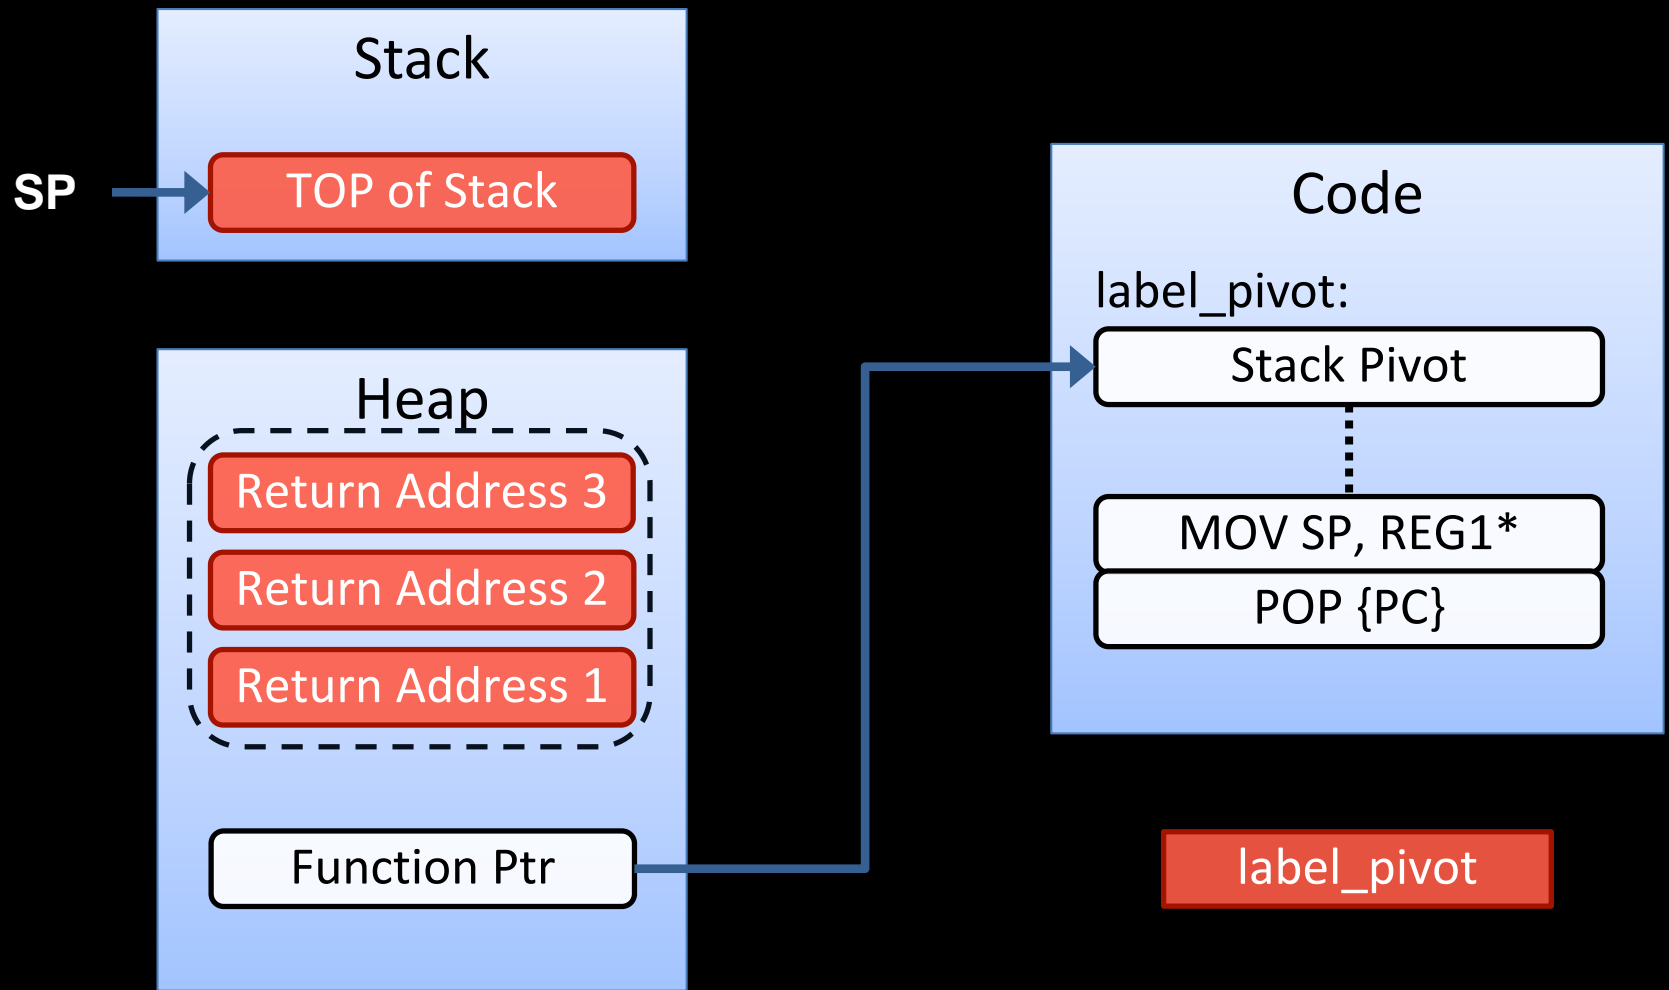 Stack
SP
TOP of Stack
Heap
Return Address 3
Return Address 2
Return Address 1
Function Ptr
Code
label_pivot:
Stack Pivot
MOV SP, REG1*
POP {PC}
label_pivot